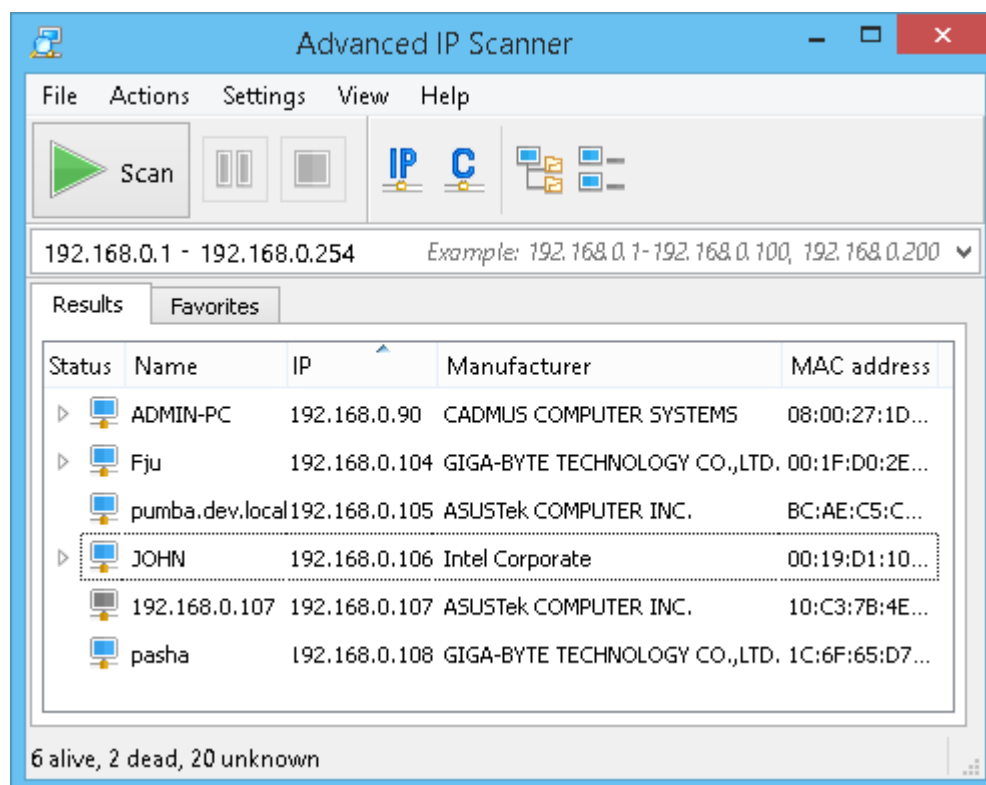 Advanced IP Scanner
File Actions Settings View Help
Scan IP C
192.168.0.1 - 192.168.0.254 Example: 192.168.0.1-192.168.0.100, 192.168.0.200
Results Favorites
Status Name IP Manufacturer MAC address
ADMIN-PC 192.168.0.90 CADMUS COMPUTER SYSTEMS 08:00:27:1D...
Fju 192.168.0.104 GIGA-BYTE TECHNOLOGY CO.,LTD. 00:1F:D0:2E...
pumba.dev.local 192.168.0.105 ASUSTek COMPUTER INC. BC:AE:C5:C...
JOHN 192.168.0.106 Intel Corporate 00:19:D1:10...
192.168.0.107 192.168.0.107 ASUSTek COMPUTER INC. 10:C3:7B:4E...
pasha 192.168.0.108 GIGA-BYTE TECHNOLOGY CO.,LTD. 1C:6F:65:D7...
6 alive, 2 dead, 20 unknown